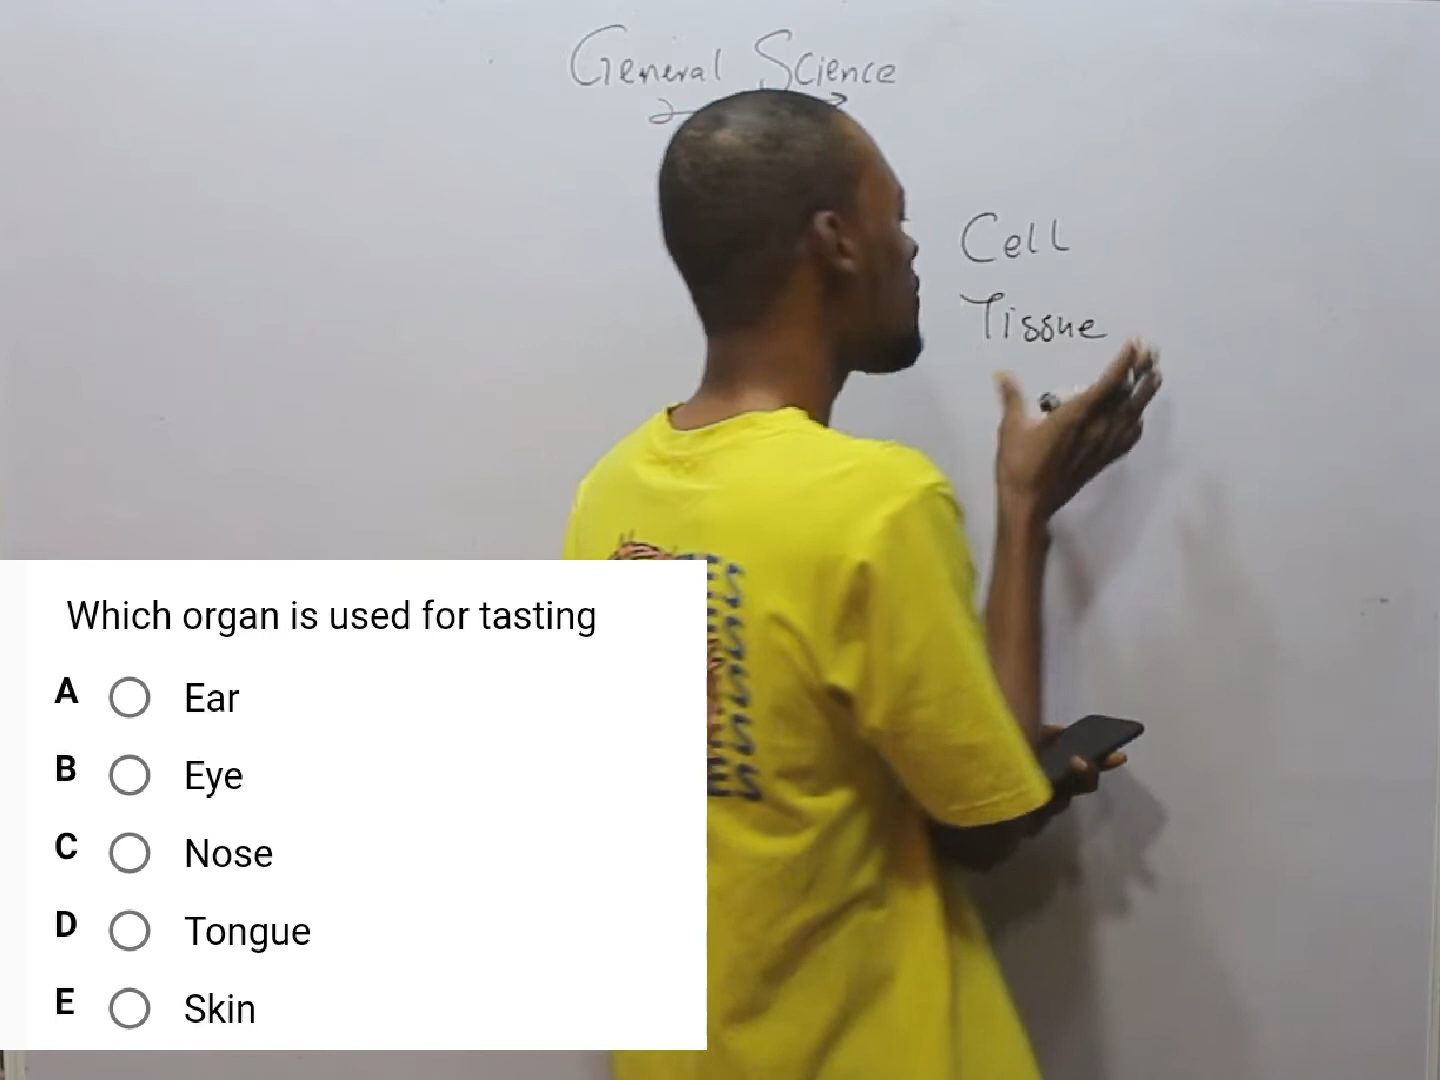 General Science
Cell
Tissue
Which organ is used for tasting
A Ear
B Eye
C Nose
D Tongue
E Skin